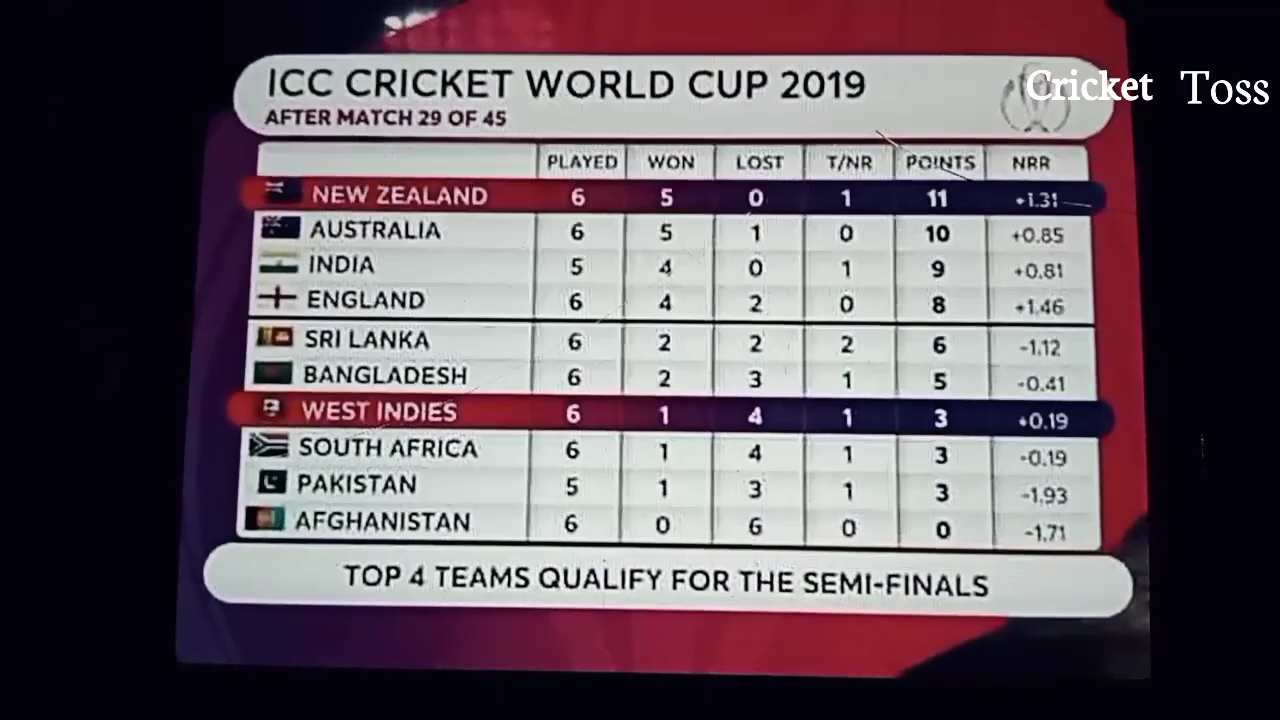 ICC CRICKET WORLD CUP 2019
AFTER MATCH 29 OF 45
Cricket Toss
PLAYED WON LOST T/NR POINTS NRR
NEW ZEALAND 6 5 0 1 11 +1.31
AUSTRALIA 6 5 1 0 10 +0.85
INDIA 5 4 0 1 9 +0.81
ENGLAND 6 4 2 0 8 +1.46
SRI LANKA 6 2 2 2 6 -1.12
BANGLADESH 6 2 3 1 5 -0.41
WEST INDIES 6 1 4 1 3 +0.19
SOUTH AFRICA 6 1 4 1 3 -0.19
PAKISTAN 5 1 3 1 3 -1.93
AFGHANISTAN 6 0 6 0 0 -1.71
TOP 4 TEAMS QUALIFY FOR THE SEMI-FINALS